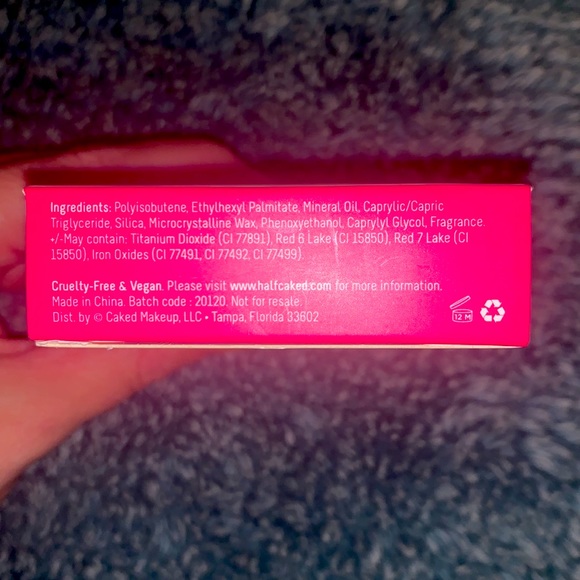 Ingredients: Polyisobutene, Ethylhexyl Palmitate, Mineral Oil, Caprylic/Capric
Triglyceride, Silica, Microcrystalline Wax, Phenoxyethanol, Caprylyl Glycol, Fragrance.
+/-May contain: Titanium Dioxide (CI 77891), Red 6 Lake (CI 15850), Red 7 Lake (CI
15850), Iron Oxides (CI 77491, CI 77492, CI 77499).
Cruelty-Free & Vegan. Please visit www.halfcaked.com for more information.
Made in China. Batch code : 20120. Not for resale.
Dist. by © Caked Makeup, LLC • Tampa, Florida 33602
12 M